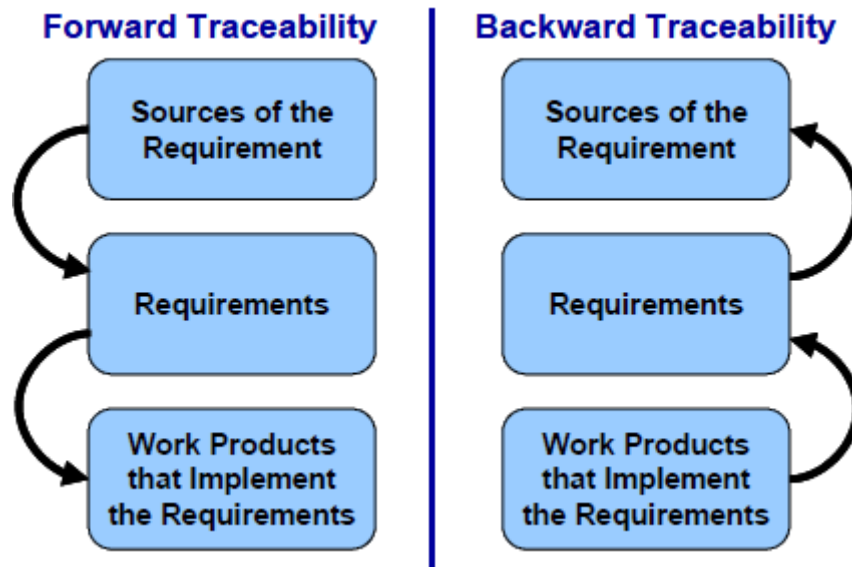 Forward Traceability
Sources of the
Requirement
Requirements
Work Products
that Implement
the Requirements
Backward Traceability
Sources of the
Requirement
Requirements
Work Products
that Implement
the Requirements